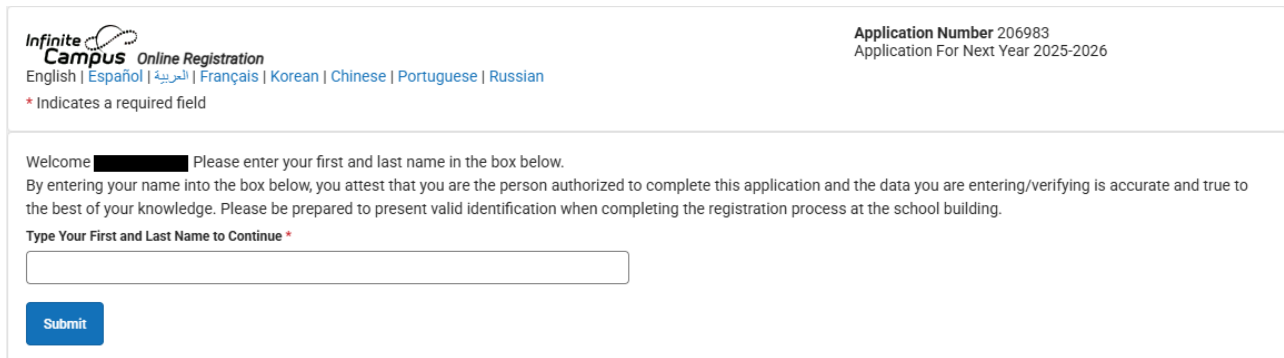 Infinite
Campus Online Registration
English | Español | العربية | Français | Korean | Chinese | Portuguese | Russian
* Indicates a required field
Application Number 206983
Application For Next Year 2025-2026
Welcome Please enter your first and last name in the box below.
By entering your name into the box below, you attest that you are the person authorized to complete this application and the data you are entering/verifying is accurate and true to
the best of your knowledge. Please be prepared to present valid identification when completing the registration process at the school building.
Type Your First and Last Name to Continue *
Submit